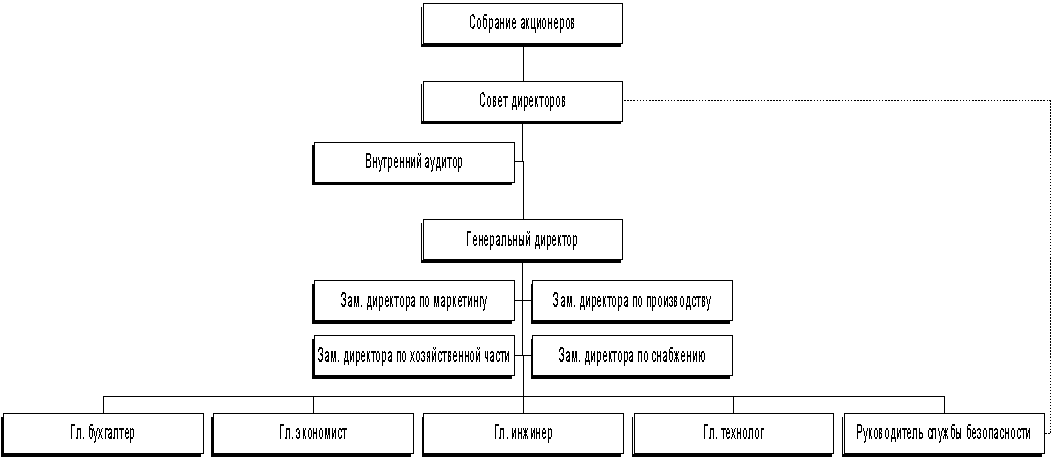 Собрание акционеров
Совет директоров
Внутренний аудитор
Генеральный директор
Зам. директора по маркетингу
Зам. директора по производству
Зам. директора по хозяйственной части
Зам. директора по снабжению
Гл. бухгалтер
Гл. экономист
Гл. инжинер
Гл. технолог
Руководитель службы безопасности